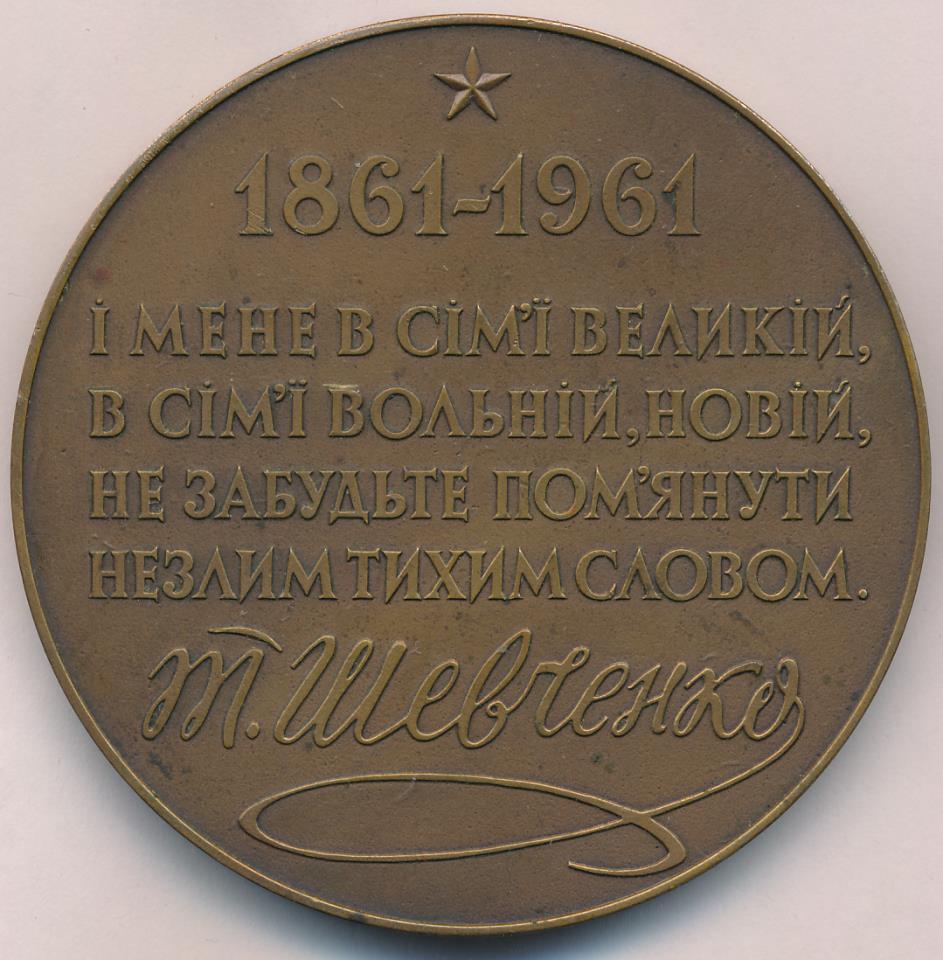 1861-1961
І МЕНЕ В СІМ'Ї ВЕЛИКІЙ,
В СІМ'Ї ВОЛЬНІЙ, НОВІЙ,
НЕ ЗАБУДЬТЕ ПОМ'ЯНУТИ
НЕЗЛИМ ТИХИМ СЛОВОМ.
Т. Шевченко